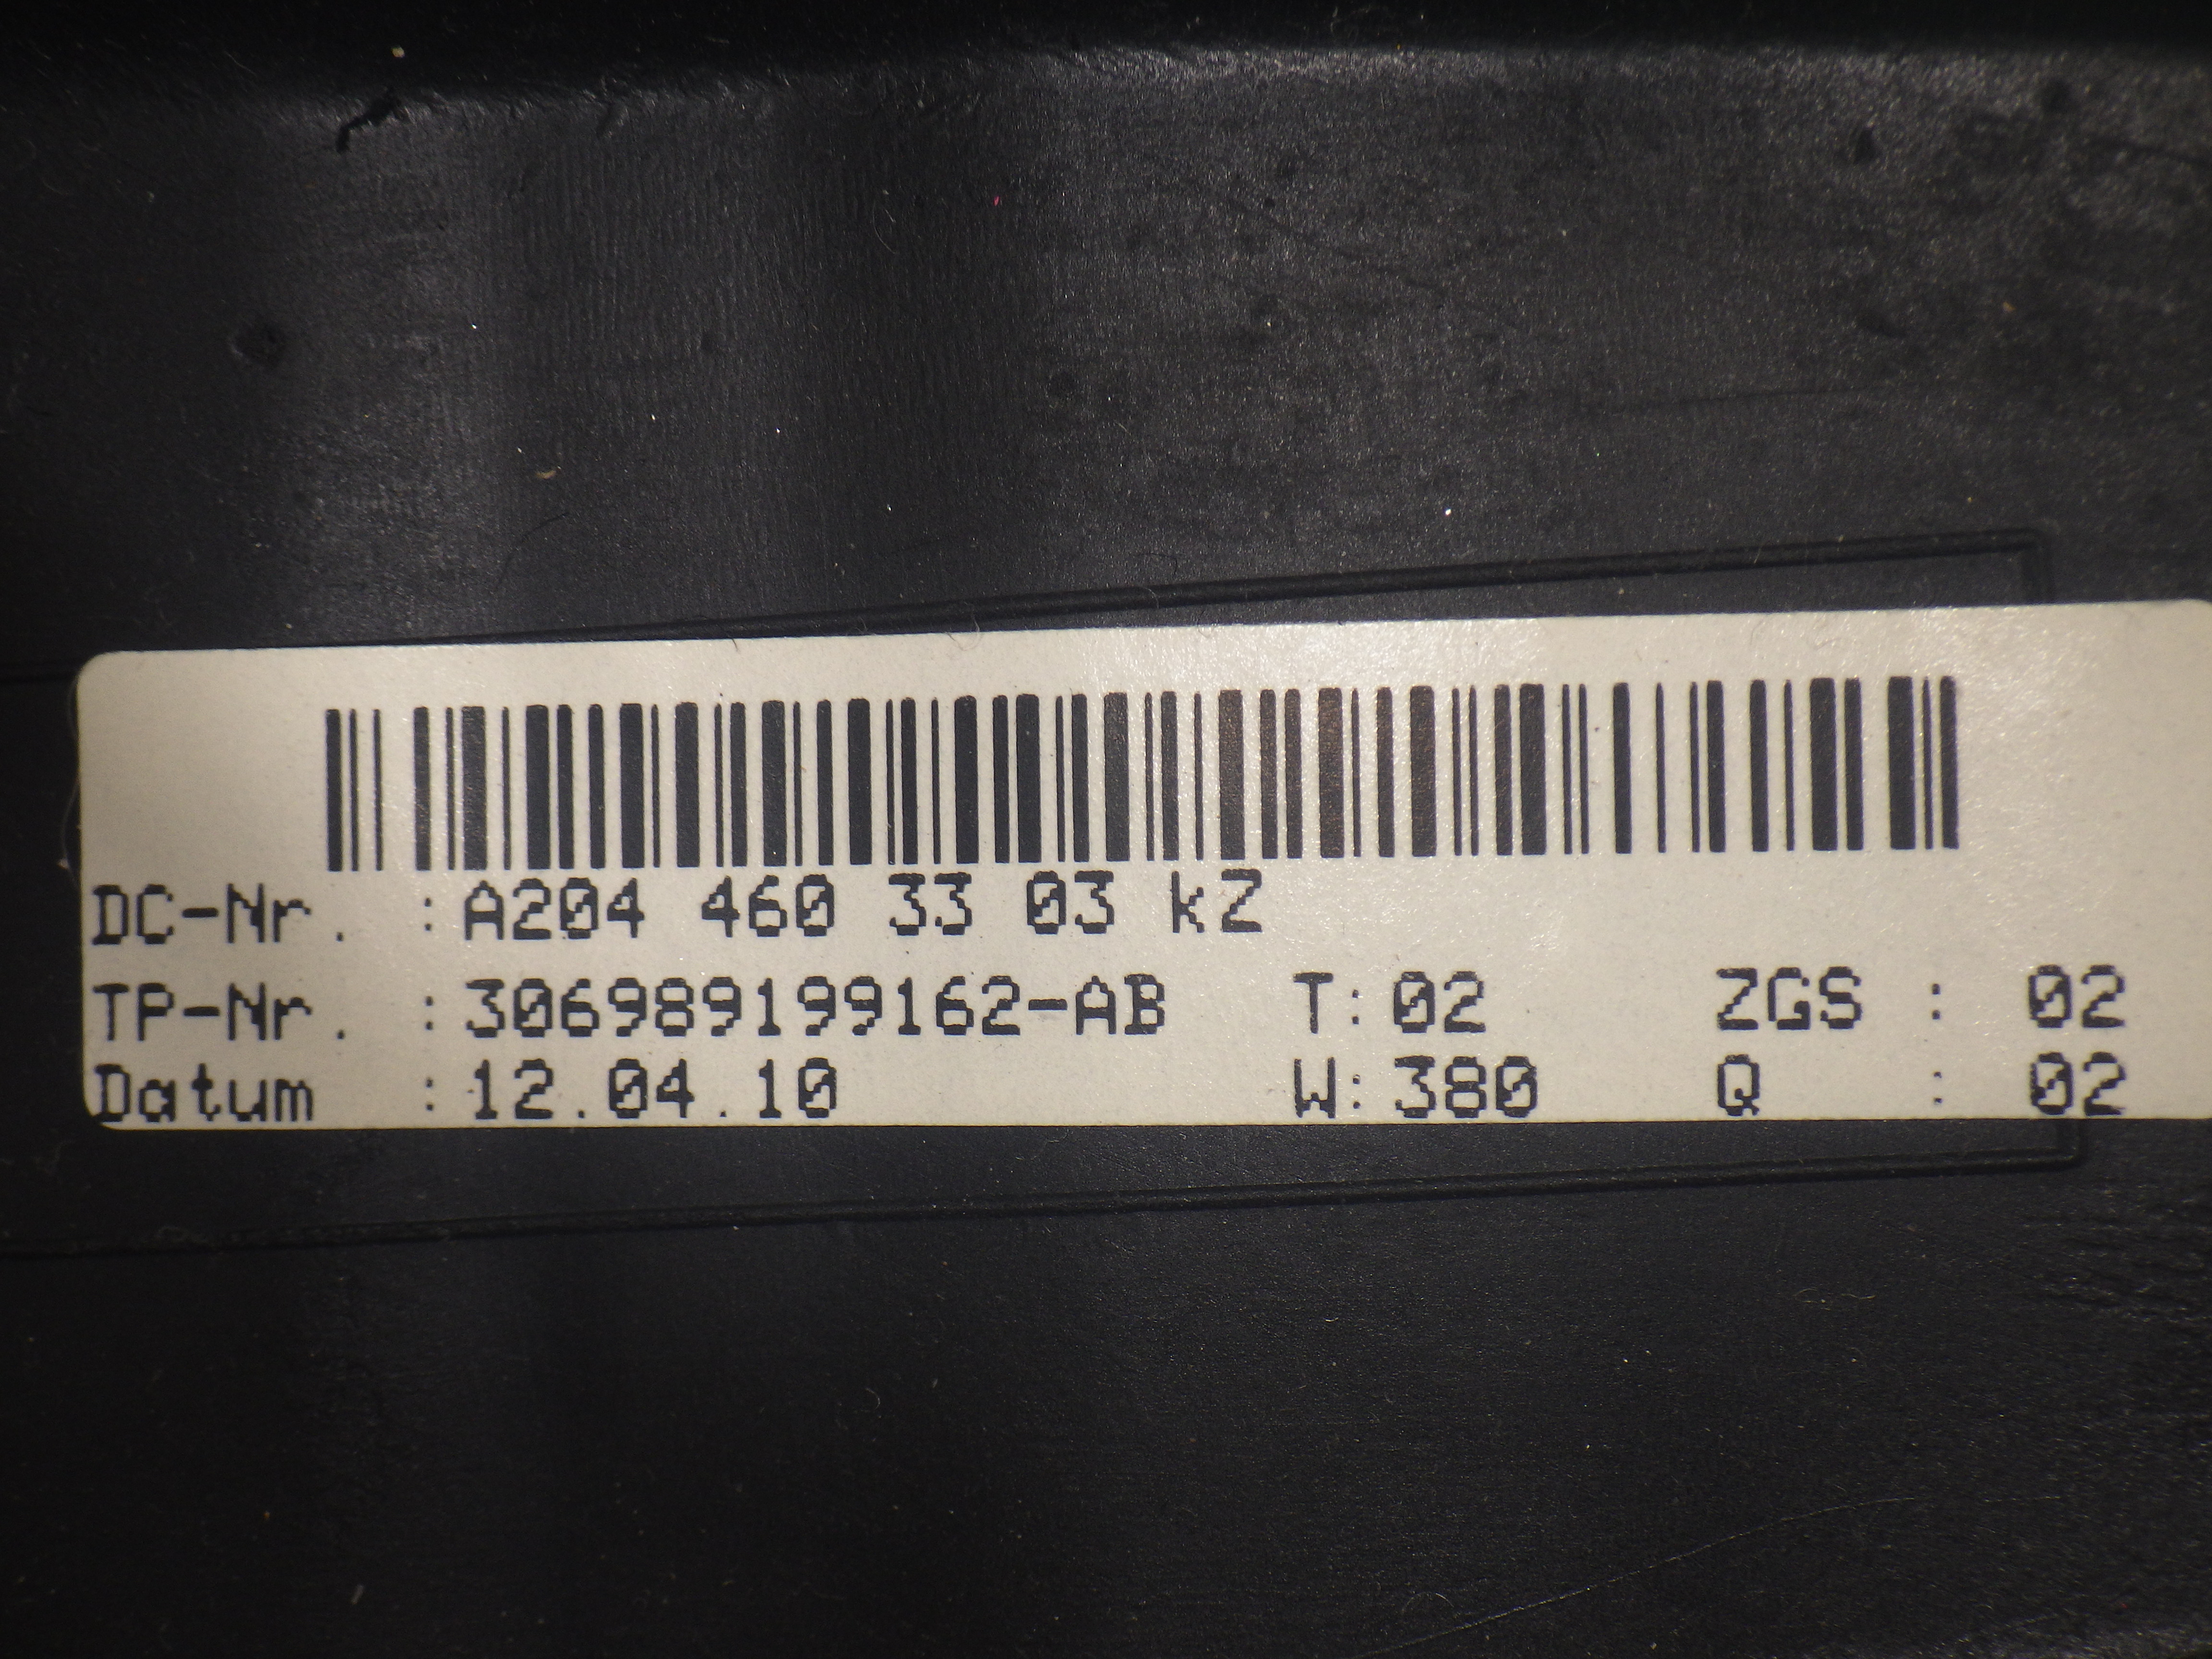 DC-Nr. : A204 460 33 03 kZ
TP-Nr. : 306989199162-AB T: 02 ZGS : 02
Datum : 12.04.10 W: 380 Q : 02